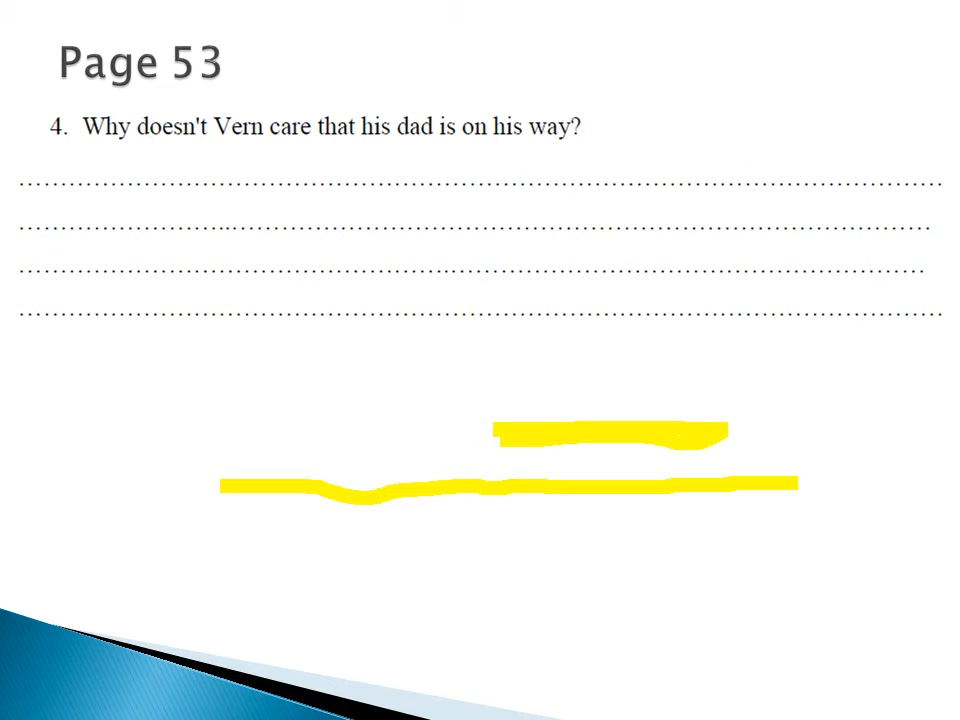 Page 53
4. Why doesn't Vern care that his dad is on his way?
………………………………………………………………………………………………
……………………...………………………………………………………………………
…………………………………………….………………………………………………
………………………………………………………………………………………………